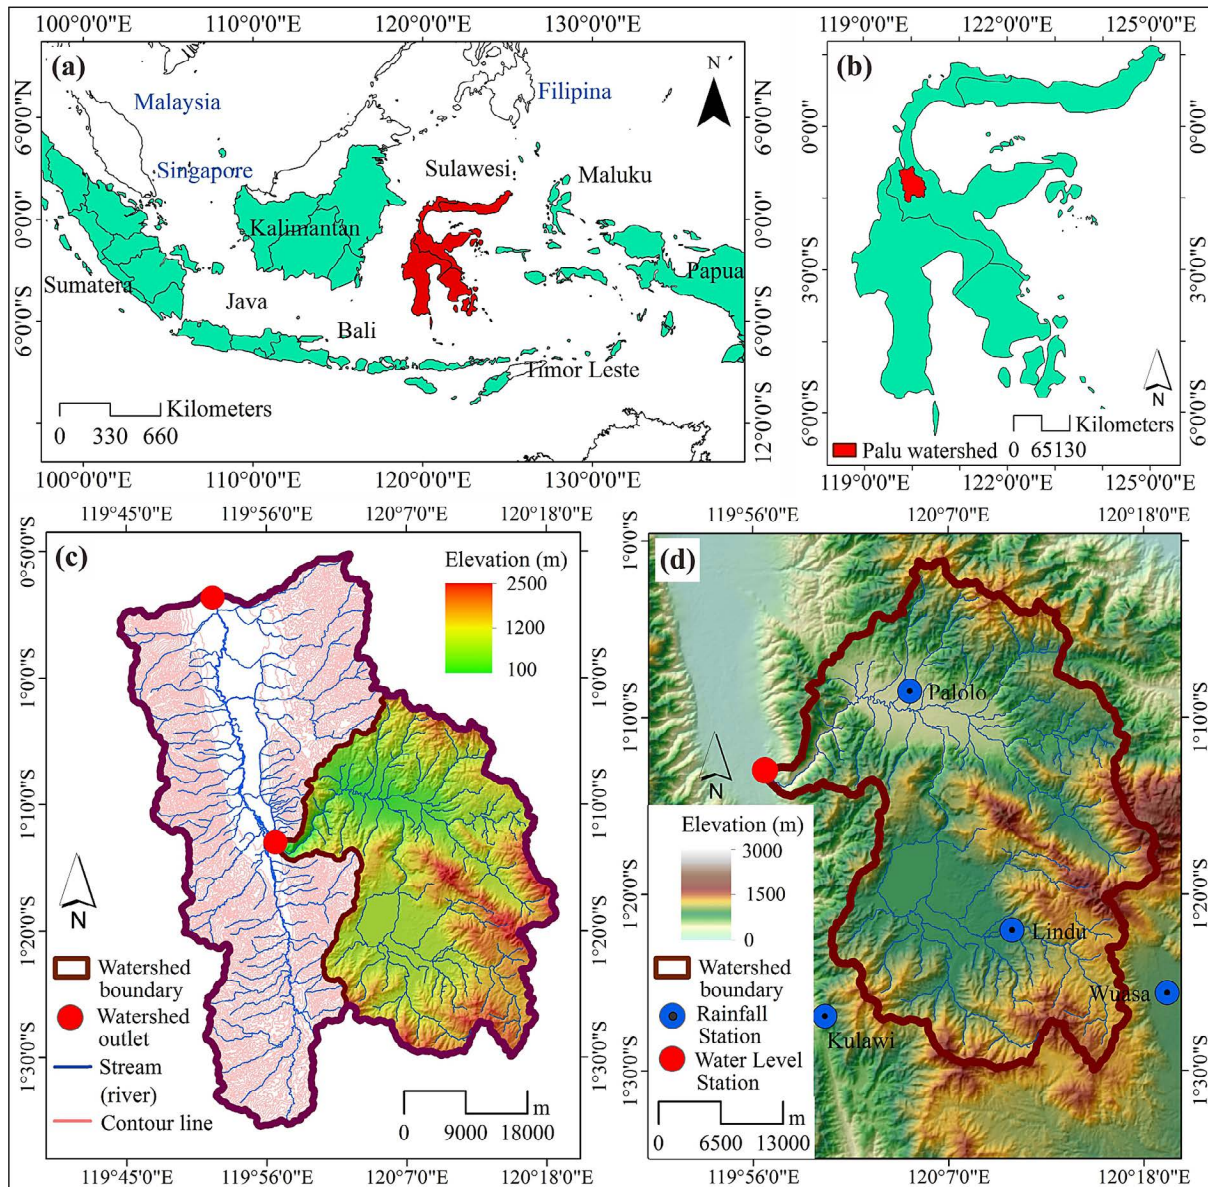 100°0'0"E 110°0'0"E 120°0'0"E 130°0'0"E
(a)
N
Malaysia
Filipina
Singapore
Sulawesi
Maluku
Kalimantan
Sumatera
Papua
Java
Bali
Timor Leste
Kilometers
0 330 660
6°0'0"N
0°0'0"
6°0'0"S
6°0'0"N
0°0'0"
6°0'0"S
12°0'0"S
100°0'0"E 110°0'0"E 120°0'0"E 130°0'0"E
119°0'0"E 122°0'0"E 125°0'0"E
(b)
0°0'0"
3°0'0"S
6°0'0"S
0°0'0"
3°0'0"S
6°0'0"S
N
Kilometers
Palu watershed 0 65130
119°0'0"E 122°0'0"E 125°0'0"E
119°45'0"E 119°56'0"E 120°7'0"E 120°18'0"E
(c)
Elevation (m)
2500
1200
100
0°50'0"S
1°0'0"S
1°10'0"S
1°20'0"S
1°30'0"S
N
Watershed
boundary
Watershed
outlet
Stream
(river)
Contour line
m
0 9000 18000
119°45'0"E 119°56'0"E 120°7'0"E 120°18'0"E
119°56'0"E 120°7'0"E 120°18'0"E
(d)
1°0'0"S
1°10'0"S
1°20'0"S
1°30'0"S
1°0'0"S
1°10'0"S
1°20'0"S
1°30'0"S
Palolo
N
Lindu
Wuasa
Kulawi
Elevation (m)
3000
1500
0
Watershed
boundary
Rainfall
Station
Water Level
Station
m
0 6500 13000
119°56'0"E 120°7'0"E 120°18'0"E